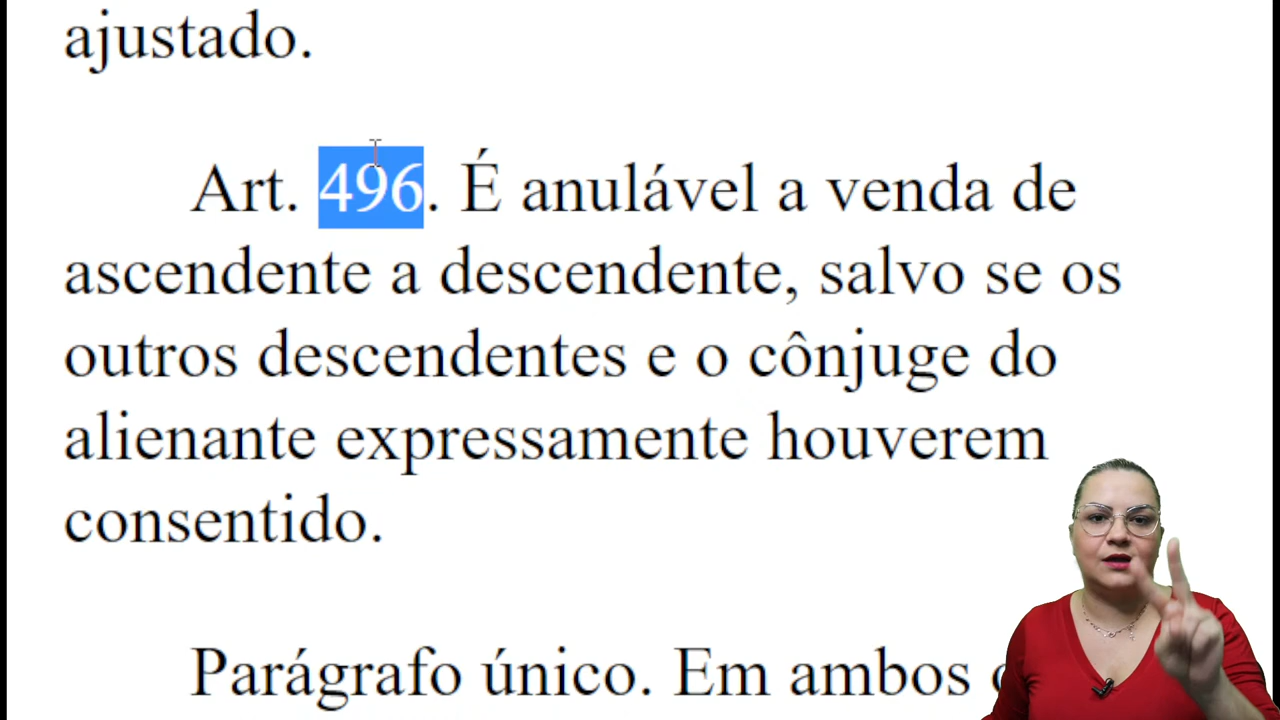 ajustado.
Art. 496. É anulável a venda de
ascendente a descendente, salvo se os
outros descendentes e o cônjuge do
alienante expressamente houverem
consentido.
Parágrafo único. Em ambos